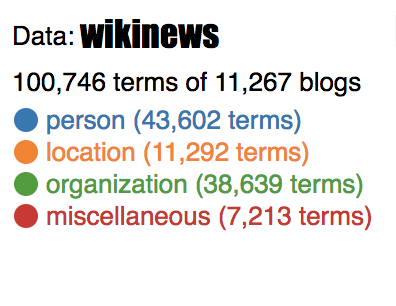 Data: wikinews
100,746 terms of 11,267 blogs
person (43,602 terms)
location (11,292 terms)
organization (38,639 terms)
miscellaneous (7,213 terms)